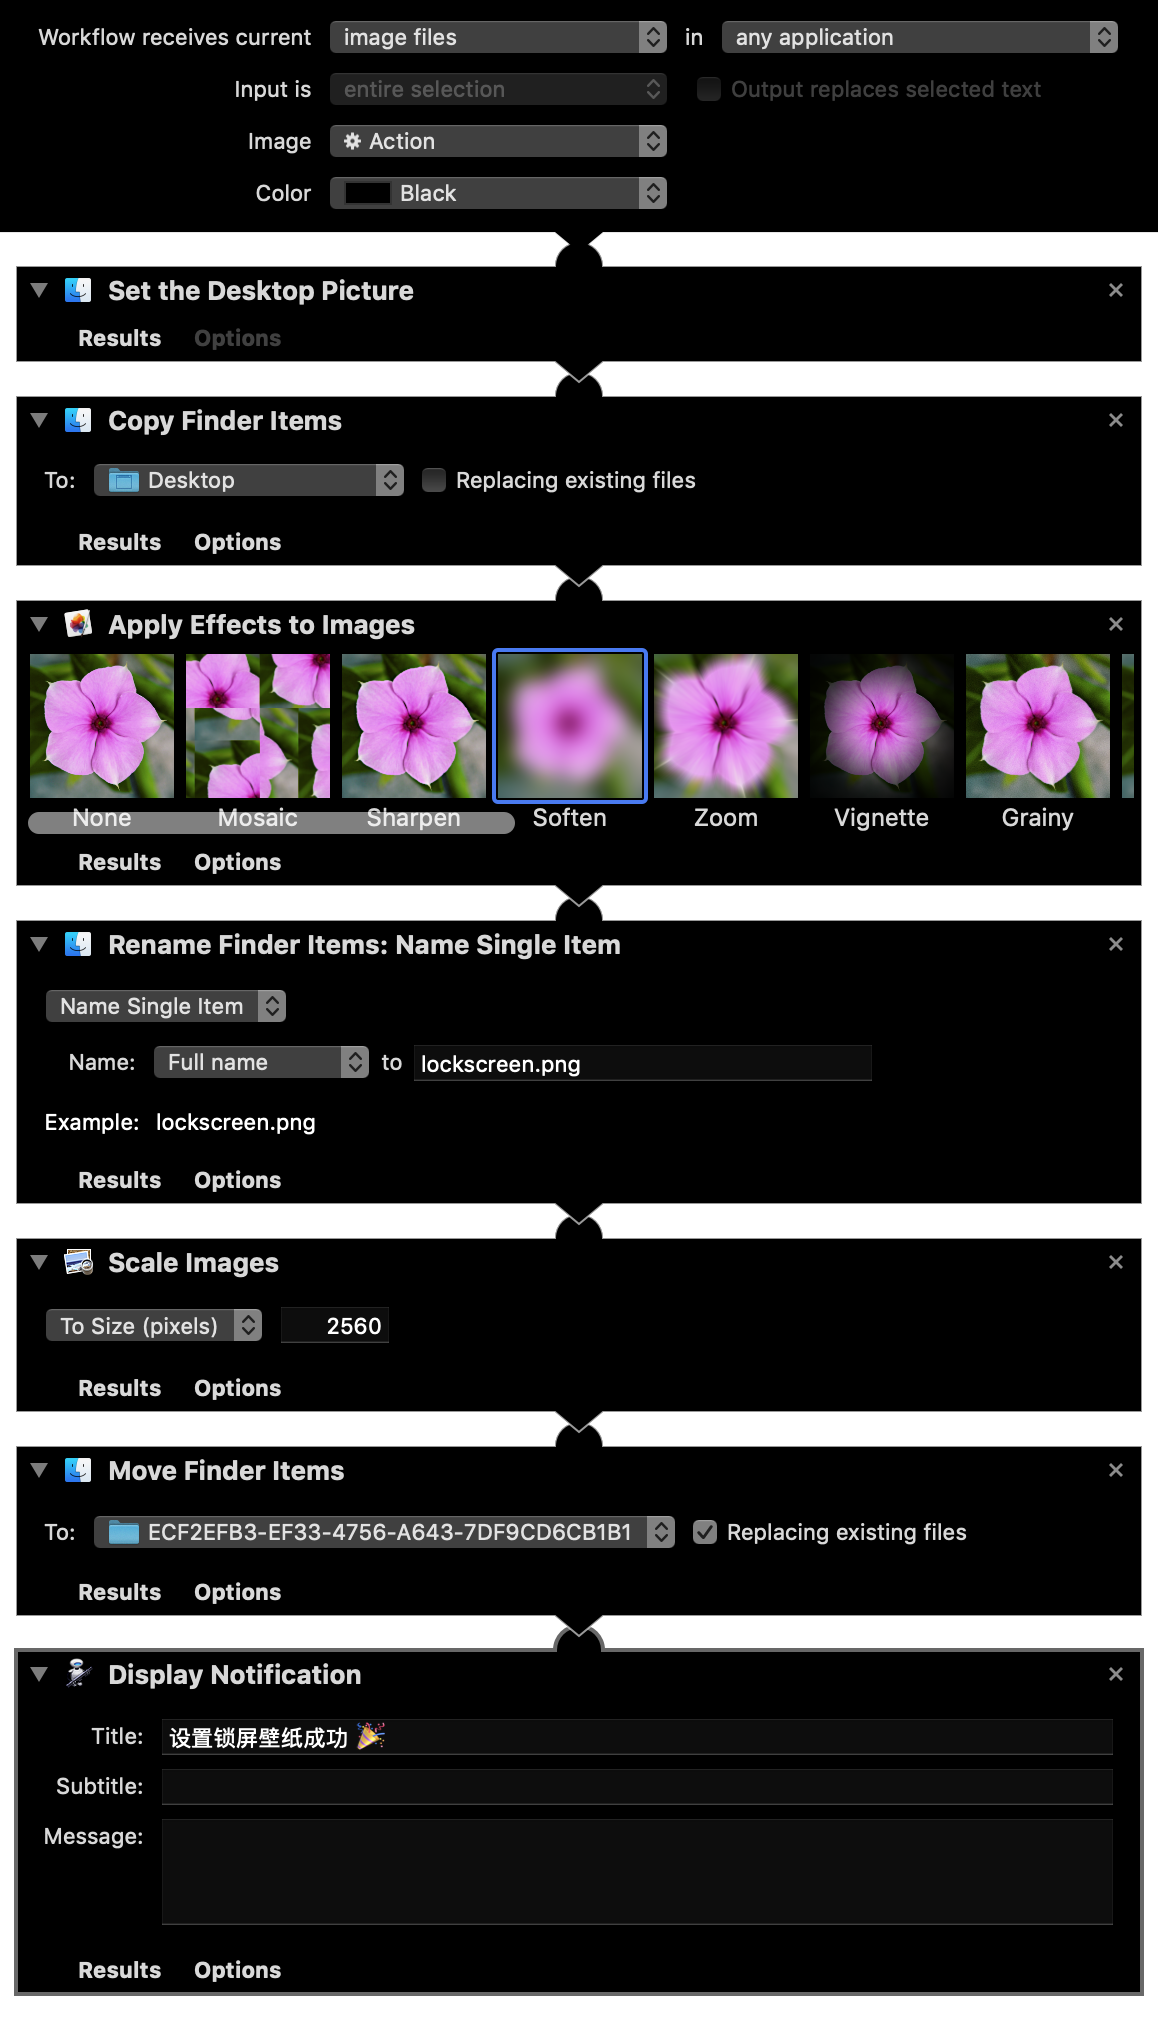 Workflow receives current image files in any application
Input is entire selection Output replaces selected text
Image Action
Color Black
Set the Desktop Picture
Results Options
Copy Finder Items
To: Desktop Replacing existing files
Results Options
Apply Effects to Images
None Mosaic Sharpen Soften Zoom Vignette Grainy
Results Options
Rename Finder Items: Name Single Item
Name Single Item
Name: Full name to lockscreen.png
Example: lockscreen.png
Results Options
Scale Images
To Size (pixels) 2560
Results Options
Move Finder Items
To: ECF2EFB3-EF33-4756-A643-7DF9CD6CB1B1 Replacing existing files
Results Options
Display Notification
Title: 设置锁屏壁纸成功 🎉
Subtitle:
Message:
Results Options